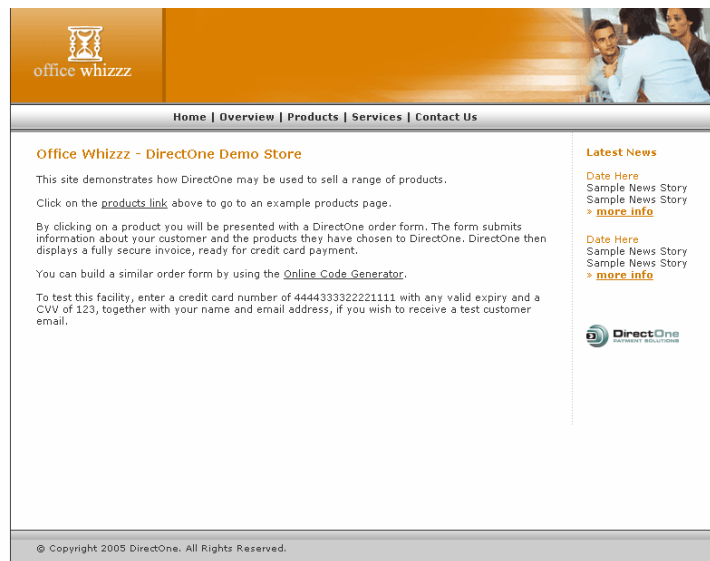 office whizzz
Home | Overview | Products | Services | Contact Us
Office Whizzz - DirectOne Demo Store
This site demonstrates how DirectOne may be used to sell a range of products.
Click on the products link above to go to an example products page.
By clicking on a product you will be presented with a DirectOne order form. The form submits
information about your customer and the products they have chosen to DirectOne. DirectOne then
displays a fully secure invoice, ready for credit card payment.
You can build a similar order form by using the Online Code Generator.
To test this facility, enter a credit card number of 4444333322221111 with any valid expiry and a
CVV of 123, together with your name and email address, if you wish to receive a test customer
email.
Latest News
Date Here
Sample News Story
Sample News Story
» more info
Date Here
Sample News Story
Sample News Story
» more info
DirectOne
PAYMENT SOLUTIONS
© Copyright 2005 DirectOne. All Rights Reserved.